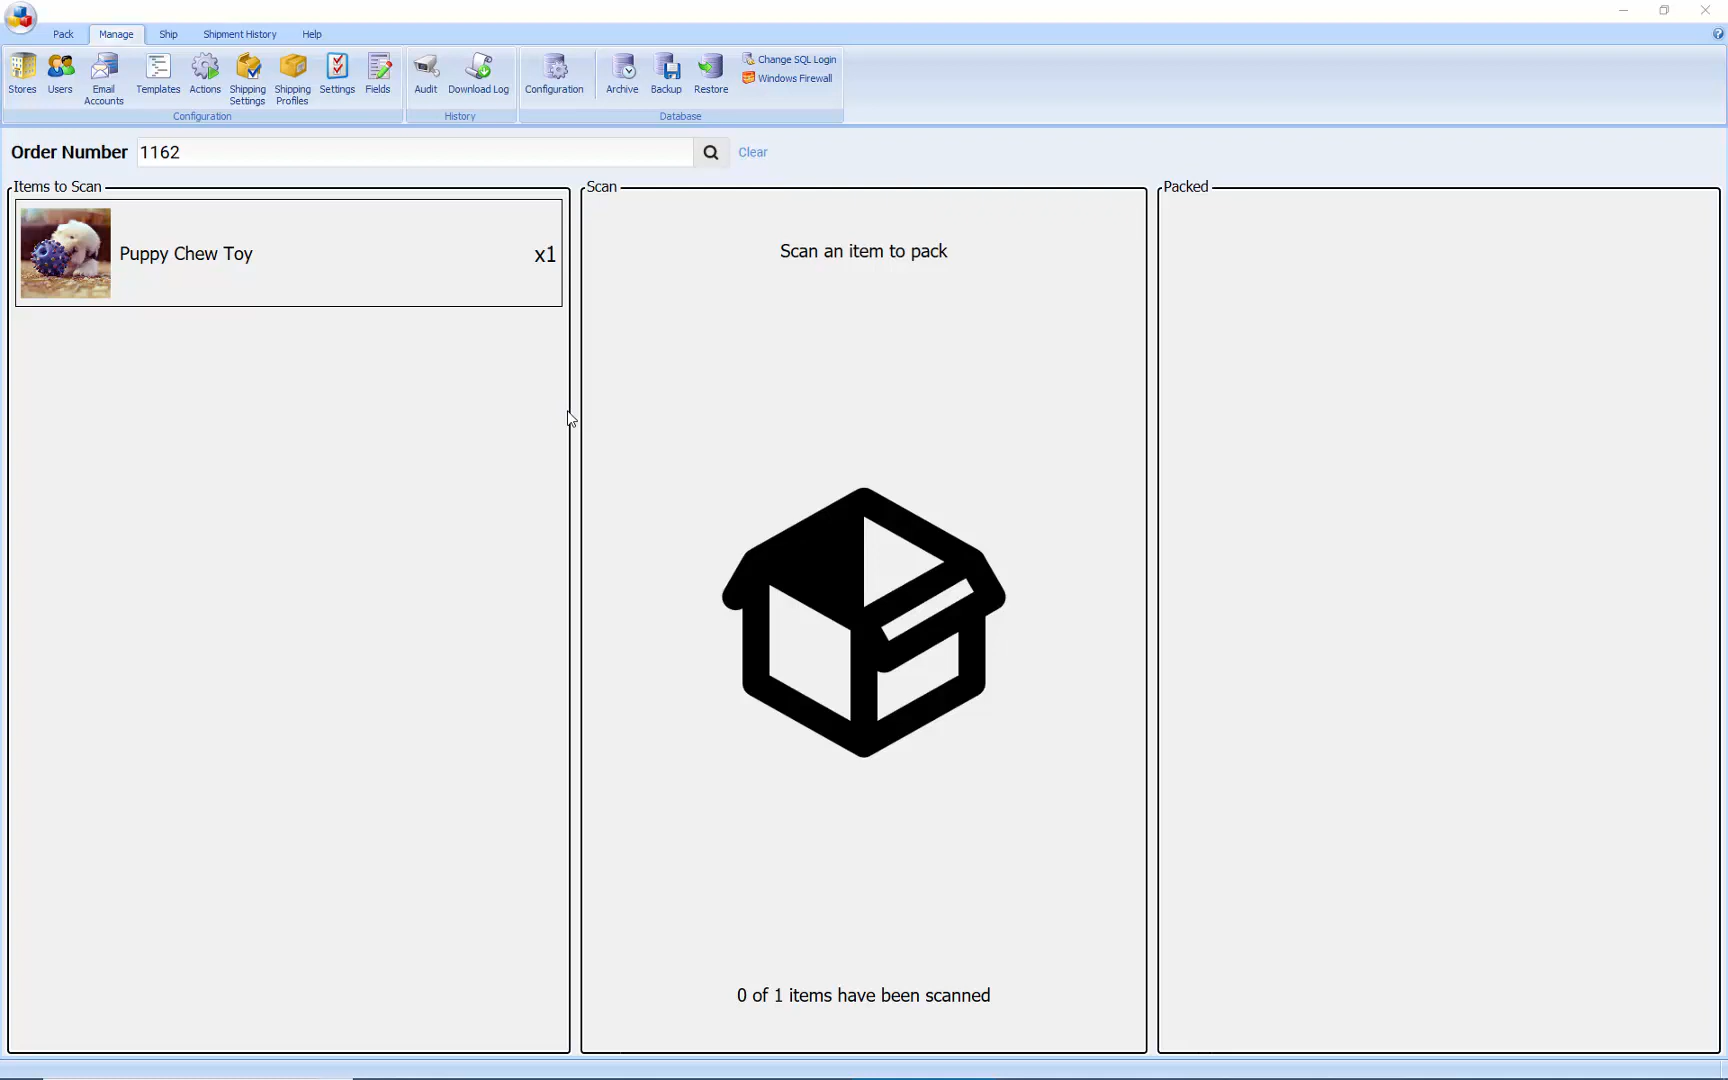 Pack Manage Ship Shipment History Help
Stores Users Email Accounts Templates Actions Shipping Settings Shipping Profiles Settings Fields Audit Download Log Configuration Archive Backup Restore Change SQL Login
Windows Firewall
Configuration History Database
Order Number 1162 Clear
Items to Scan Scan Packed
Puppy Chew Toy x1
Scan an item to pack
0 of 1 items have been scanned